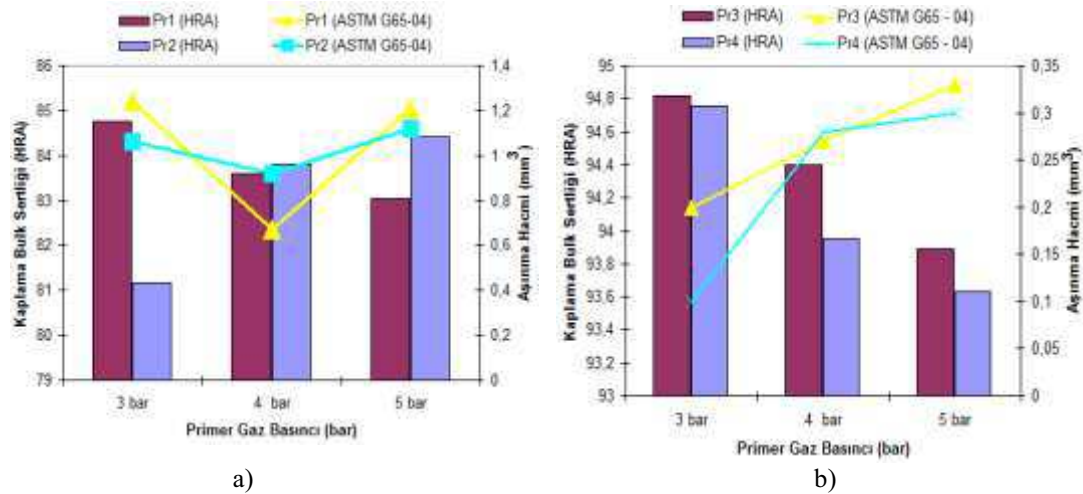 Pr1 (HRA) Pr1 (ASTM G65-04)
Pr2 (HRA) Pr2 (ASTM G65-04)
Kaplama Bulk Sertliği (HRA)
86
85
84
83
82
81
80
79
1,4
1,2
1
0,8
0,6
0,4
0,2
0
Aşınma Hacmi (mm3)
3 bar 4 bar 5 bar
Primer Gaz Basıncı (bar)
a)
Pr3 (HRA) Pr3 (ASTM G65 - 04)
Pr4 (HRA) Pr4 (ASTM G65 - 04)
Kaplama Bulk Sertliği (HRA)
95
94,8
94,6
94,4
94,2
94
93,8
93,6
93,4
93,2
93
0,35
0,3
0,25
0,2
0,15
0,1
0,05
0
Aşınma Hacmi (mm3)
3 bar 4 bar 5 bar
Primer Gaz Basıncı (bar)
b)